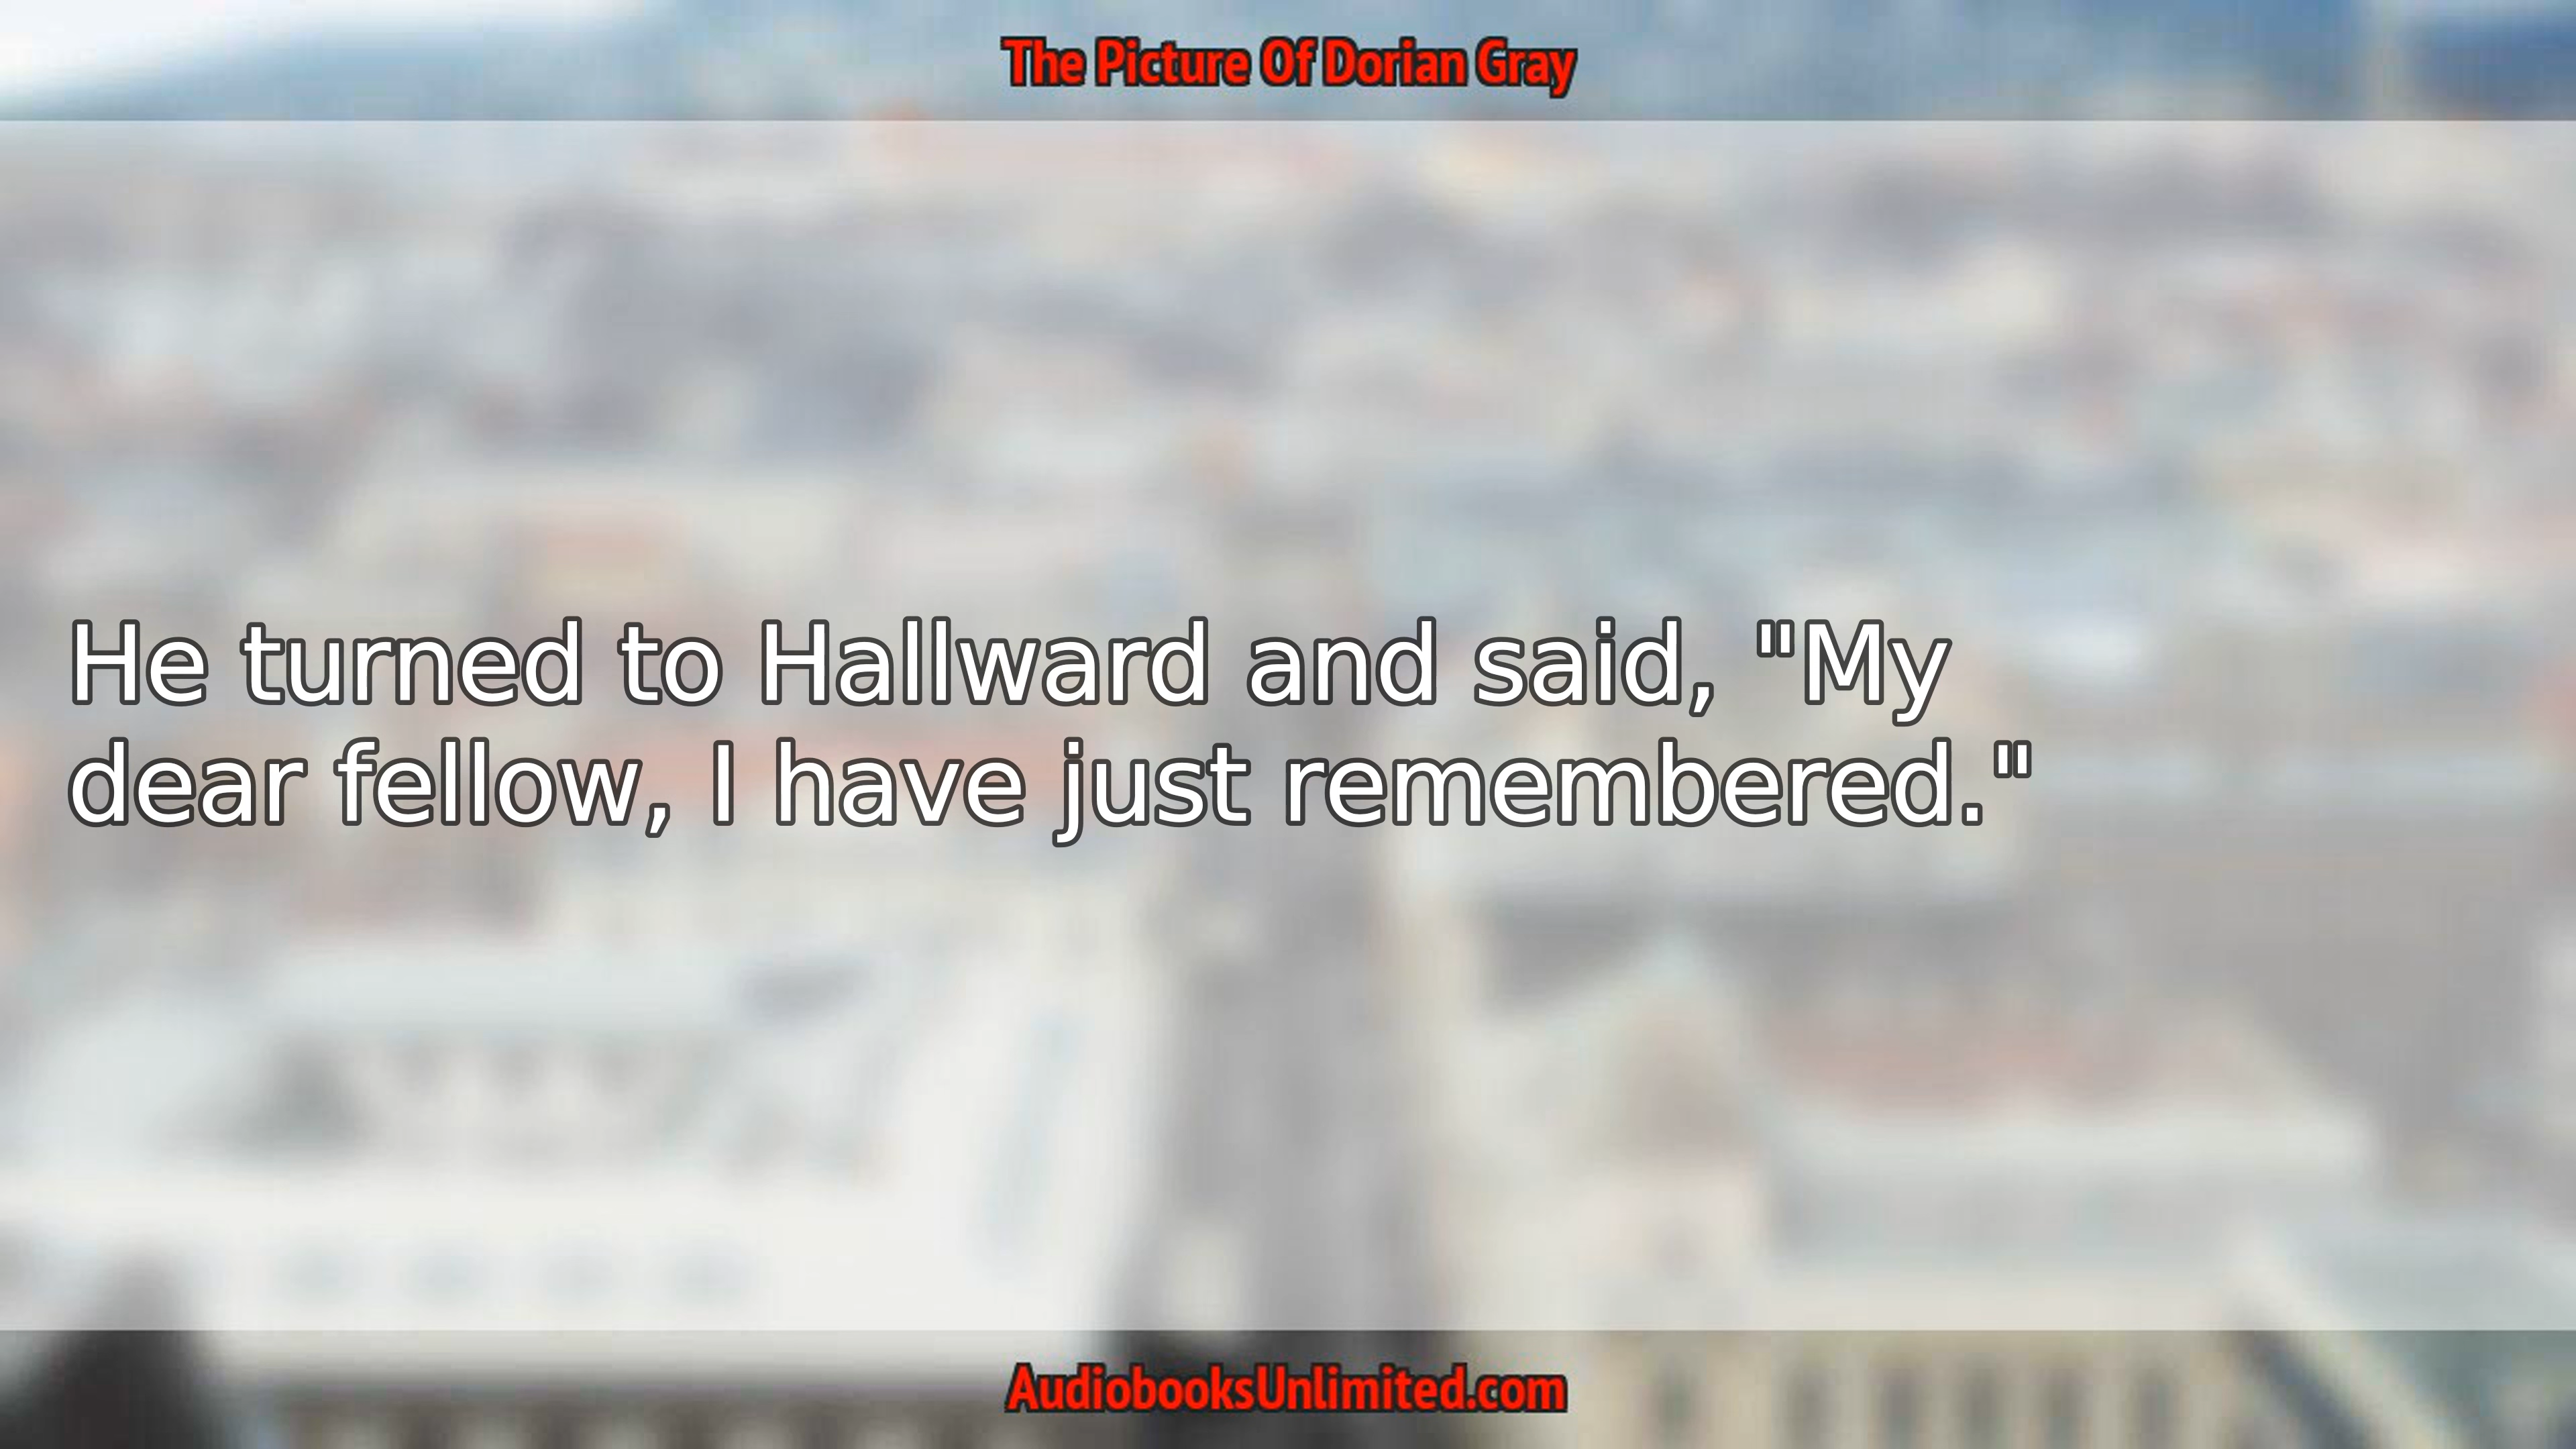 The Picture Of Dorian Gray
He turned to Hallward and said, "My
dear fellow, I have just remembered."
AudiobooksUnlimited.com